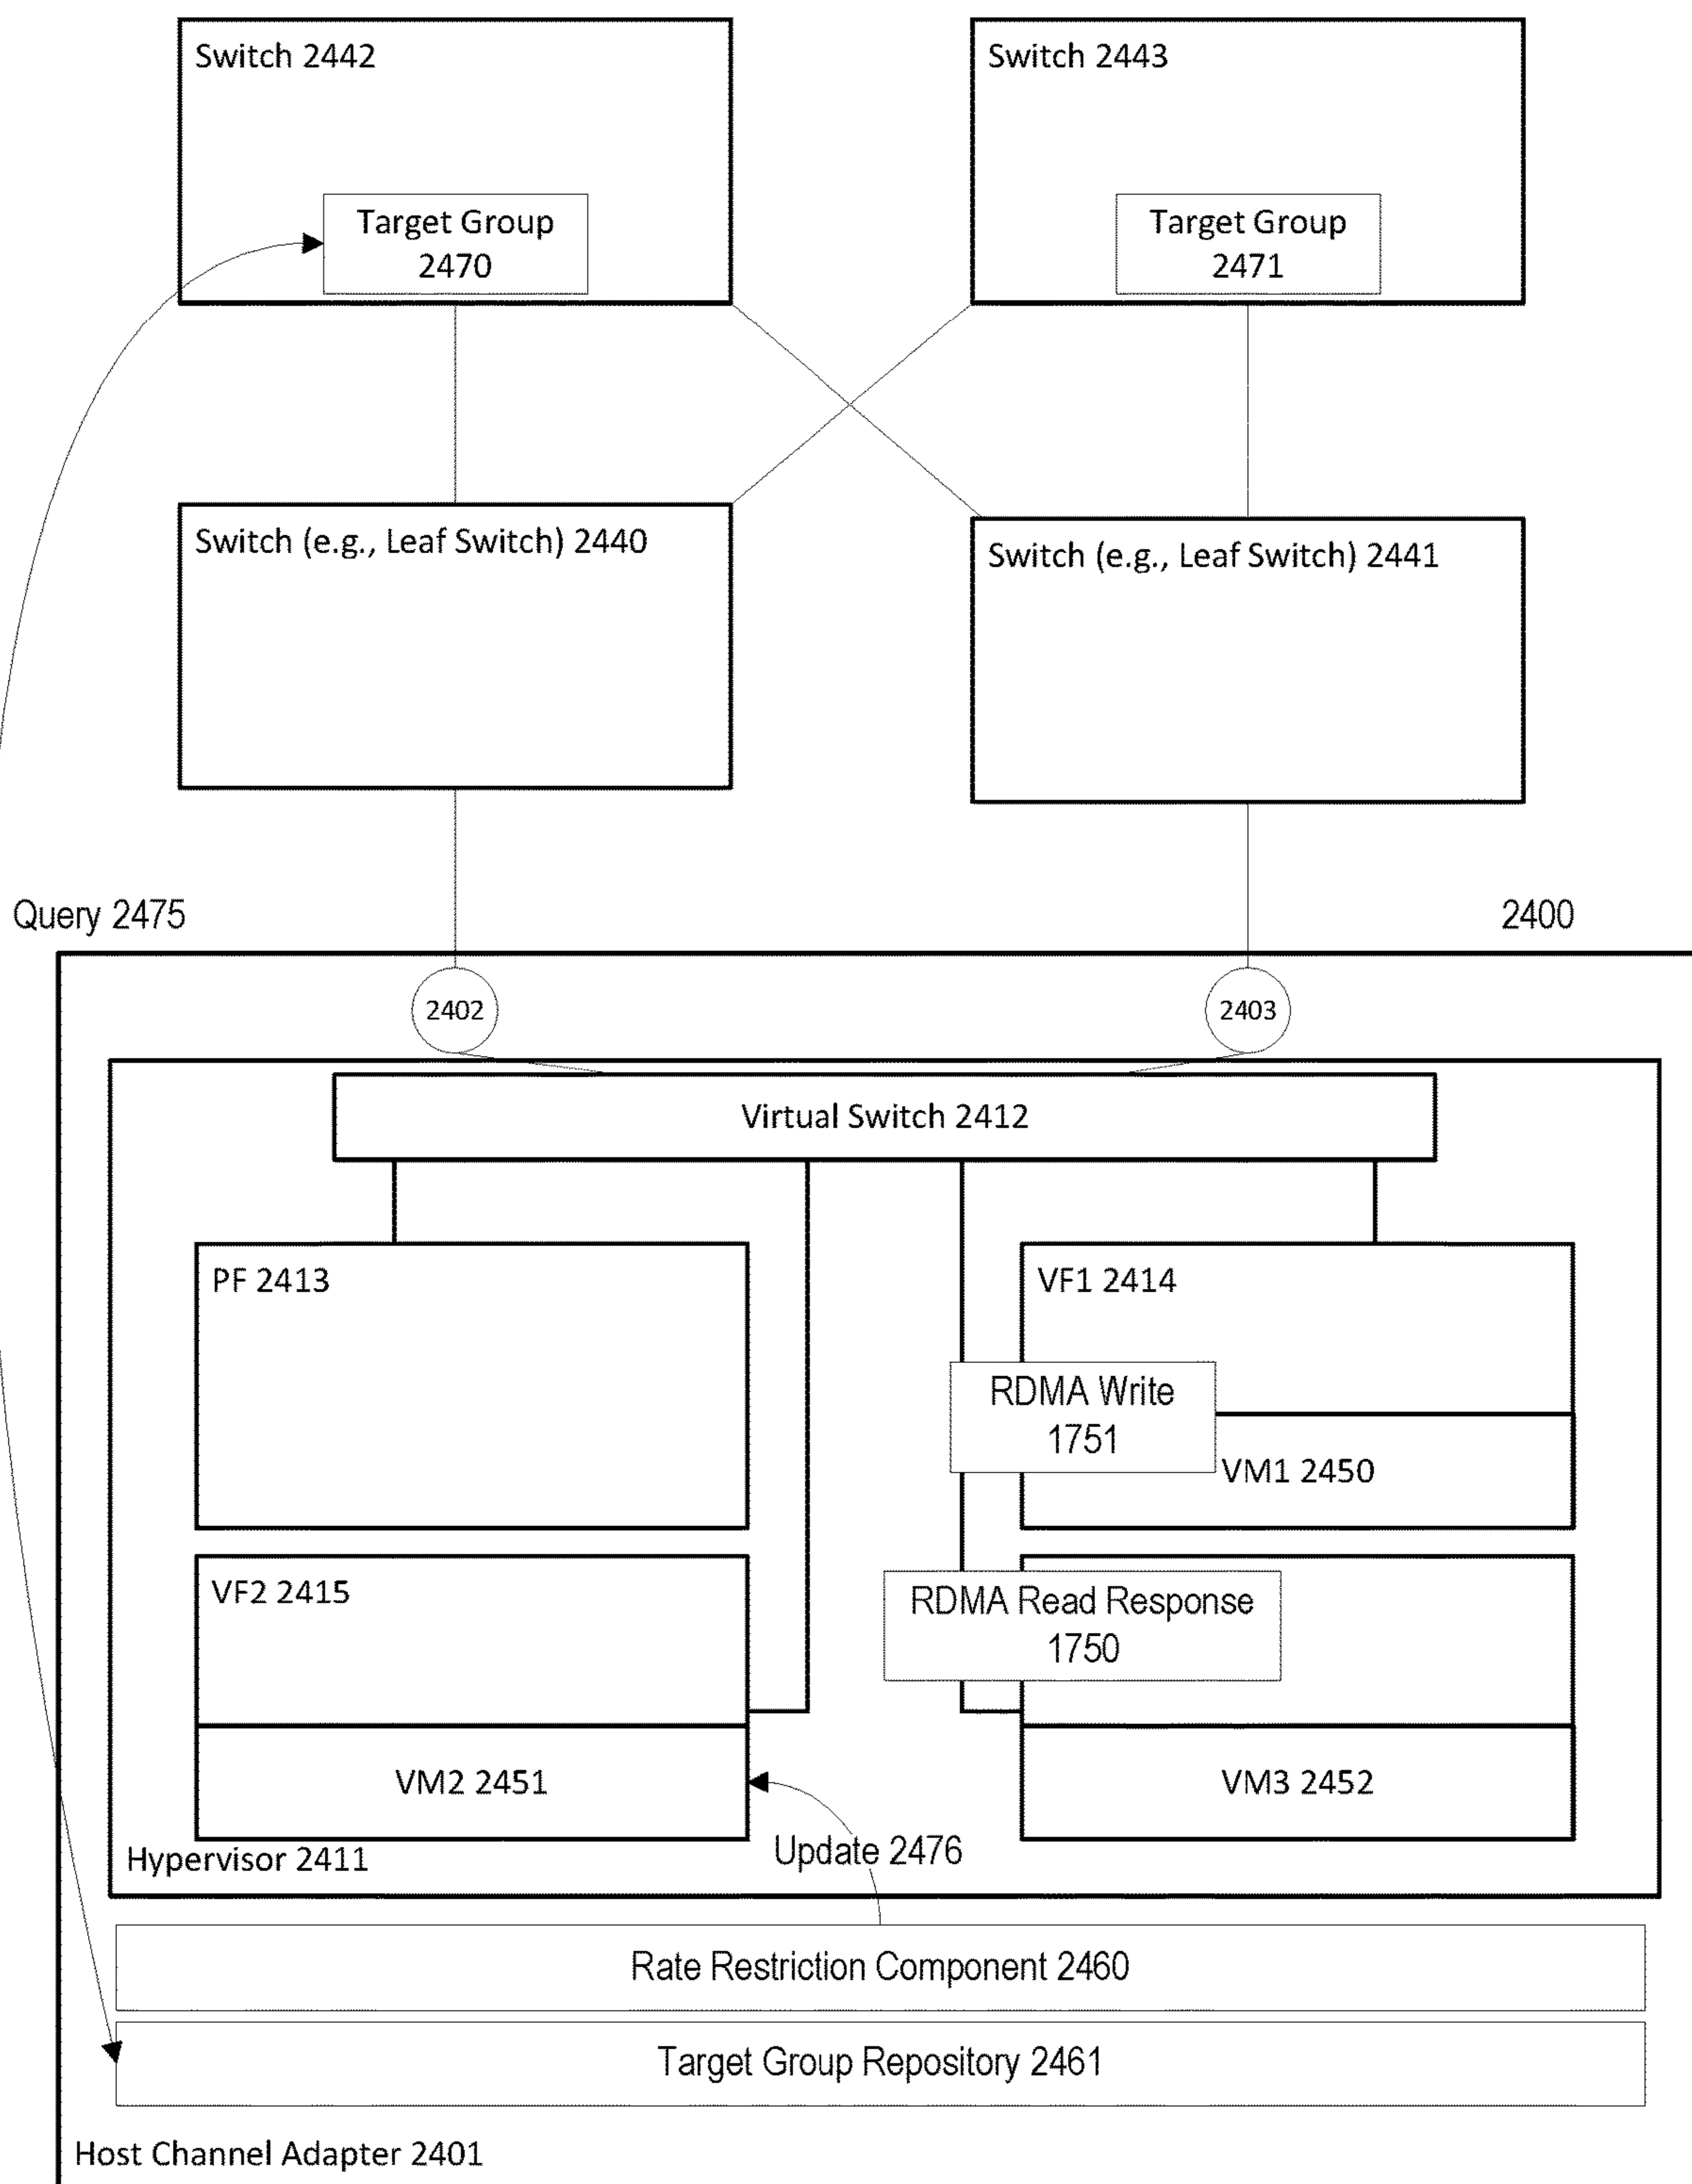 Switch 2442
Switch 2443
Target Group
2470
Target Group
2471
Switch (e.g., Leaf Switch) 2440
Switch (e.g., Leaf Switch) 2441
Query 2475
2400
2402
2403
Virtual Switch 2412
PF 2413
VF1 2414
RDMA Write
1751
VM1 2450
VF2 2415
RDMA Read Response
1750
VM2 2451
VM3 2452
Update 2476
Hypervisor 2411
Rate Restriction Component 2460
Target Group Repository 2461
Host Channel Adapter 2401